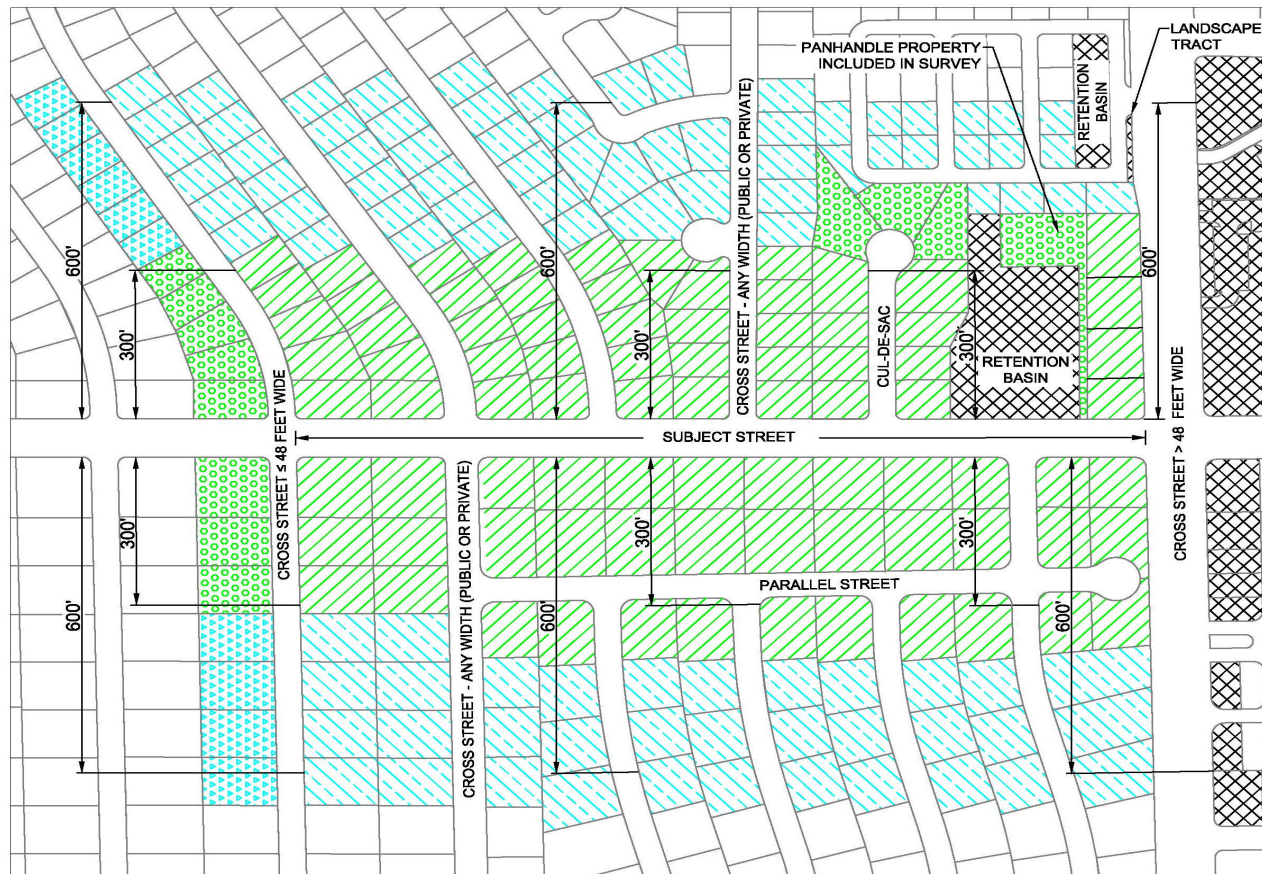 LANDSCAPE
TRACT
PANHANDLE PROPERTY
INCLUDED IN SURVEY
RETENTION
BASIN
CROSS STREET - ANY WIDTH (PUBLIC OR PRIVATE)
600'
600'
600'
300'
300'
300'
CUL-DE-SAC
RETENTION
BASIN
CROSS STREET ≤ 48 FEET WIDE
CROSS STREET > 48 FEET WIDE
SUBJECT STREET
CROSS STREET - ANY WIDTH (PUBLIC OR PRIVATE)
300'
300'
300'
PARALLEL STREET
600'
600'
600'